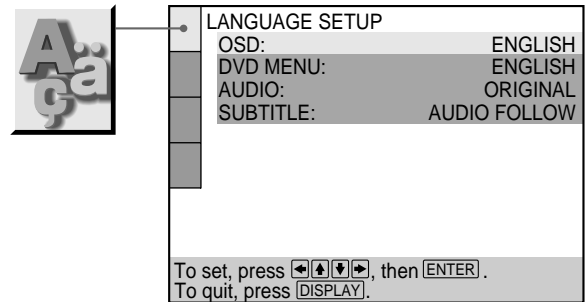 Aäç
LANGUAGE SETUP
OSD: ENGLISH
DVD MENU: ENGLISH
AUDIO: ORIGINAL
SUBTITLE: AUDIO FOLLOW
To set, press ←↑↓→, then ENTER.
To quit, press DISPLAY.